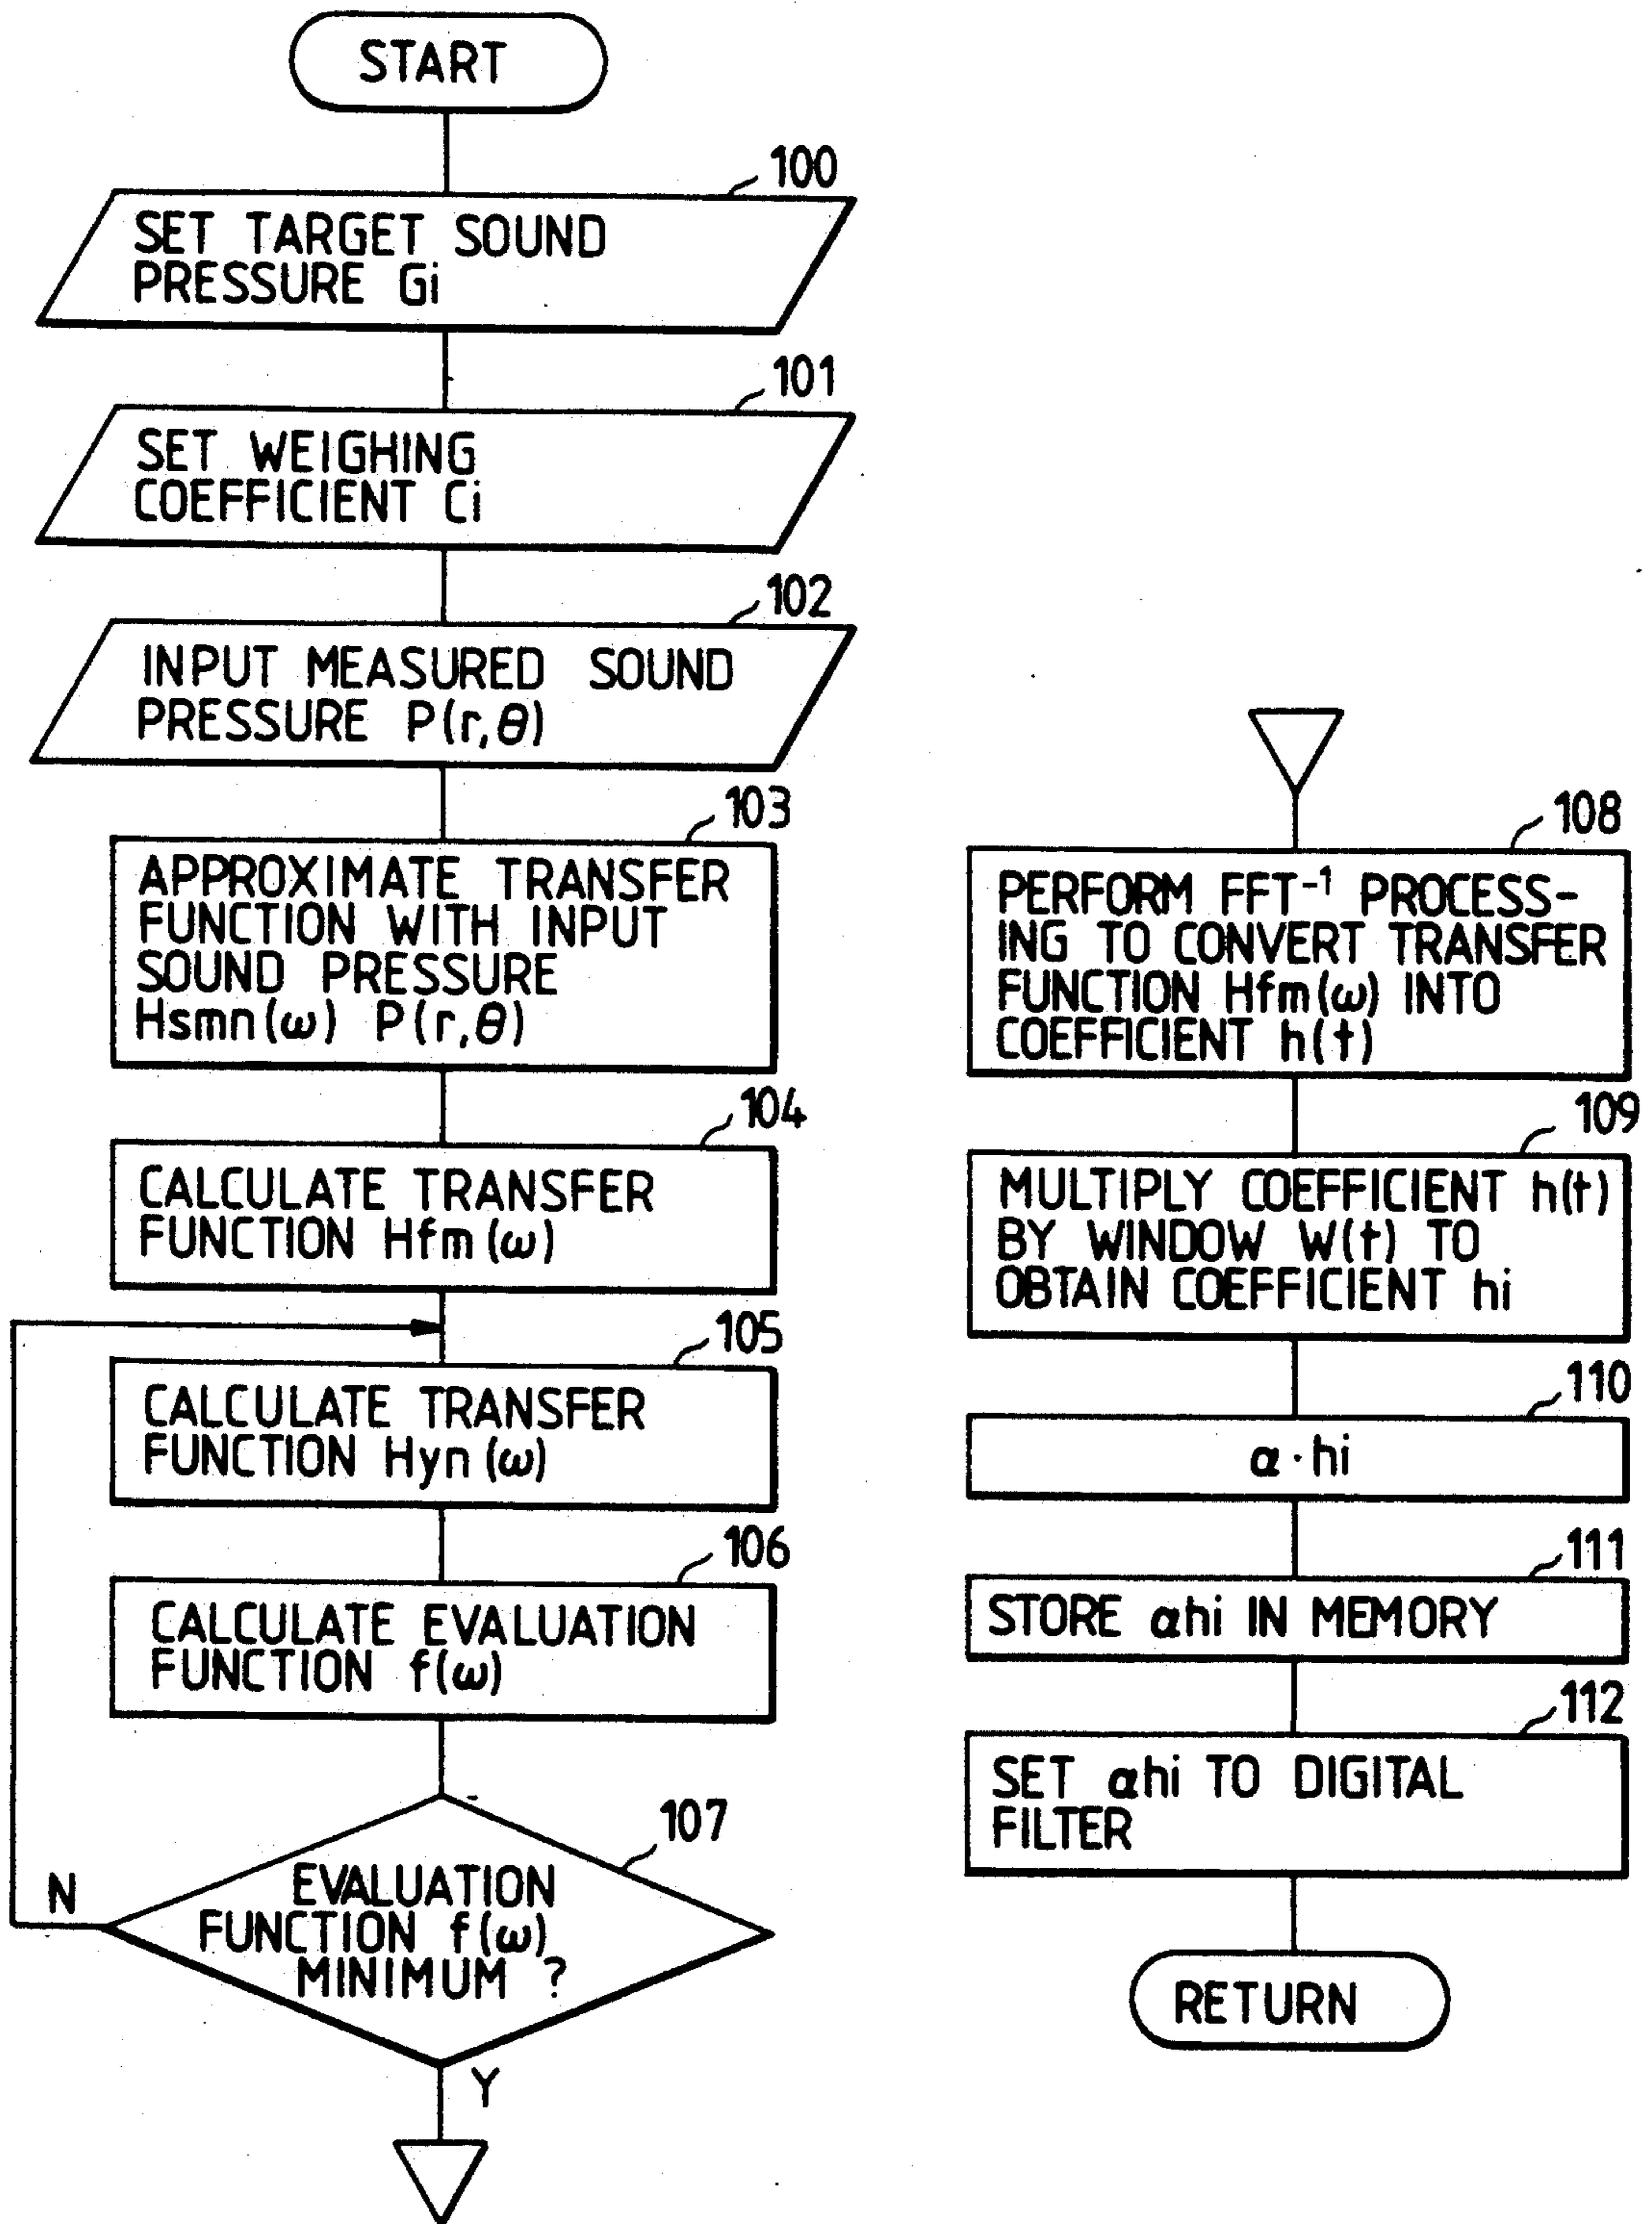 START
100
SET TARGET SOUND
PRESSURE Gi
101
SET WEIGHING
COEFFICIENT Ci
102
INPUT MEASURED SOUND
PRESSURE P(r,θ)
103
APPROXIMATE TRANSFER
FUNCTION WITH INPUT
SOUND PRESSURE
Hsmn(ω) P(r,θ)
104
CALCULATE TRANSFER
FUNCTION Hfm(ω)
105
CALCULATE TRANSFER
FUNCTION Hyn(ω)
106
CALCULATE EVALUATION
FUNCTION f(ω)
107
EVALUATION
FUNCTION f(ω)
MINIMUM ?
N
Y
108
PERFORM FFT⁻¹ PROCESS-
ING TO CONVERT TRANSFER
FUNCTION Hfm(ω) INTO
COEFFICIENT h(t)
109
MULTIPLY COEFFICIENT h(t)
BY WINDOW W(t) TO
OBTAIN COEFFICIENT hi
110
α·hi
111
STORE αhi IN MEMORY
112
SET αhi TO DIGITAL
FILTER
RETURN